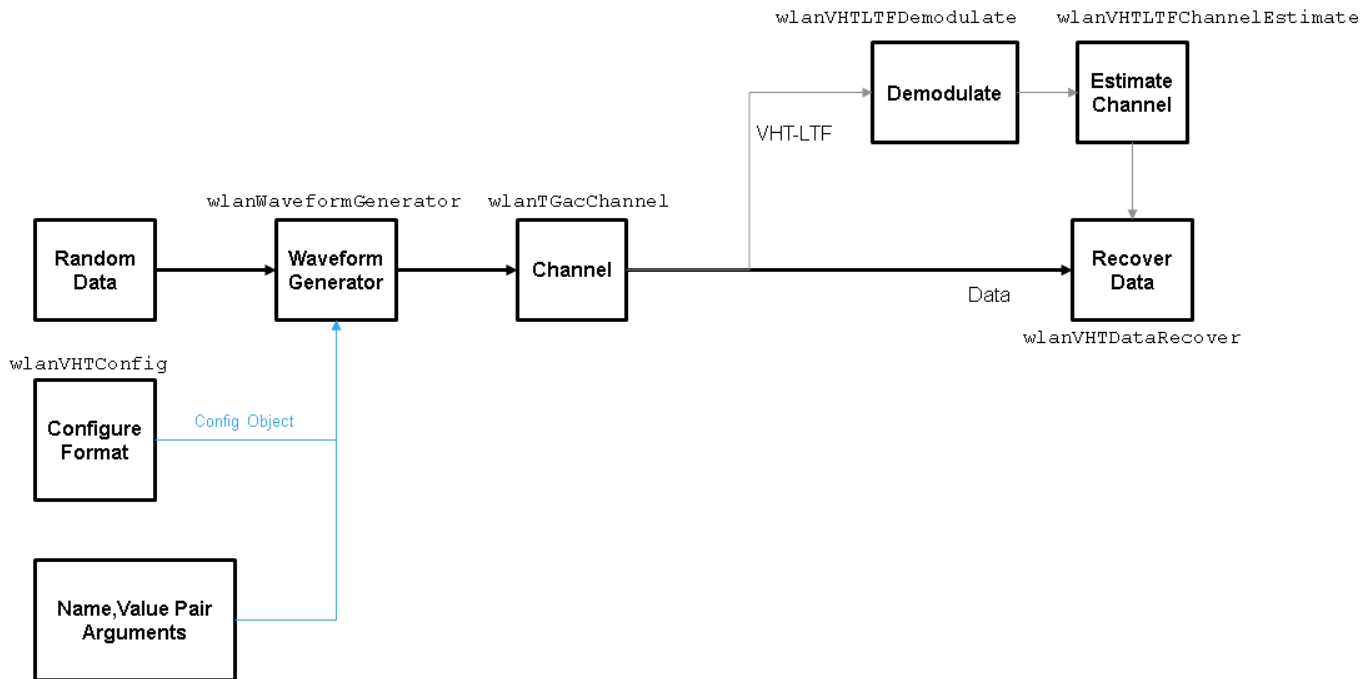 wlanVHTLTFDemodulate
wlanVHTLTFChannelEstimate
Demodulate
Estimate
Channel
VHT-LTF
wlanWaveformGenerator
wlanTGacChannel
Random
Data
Waveform
Generator
Channel
Recover
Data
Data
wlanVHTDataRecover
wlanVHTConfig
Configure
Format
Config Object
Name,Value Pair
Arguments